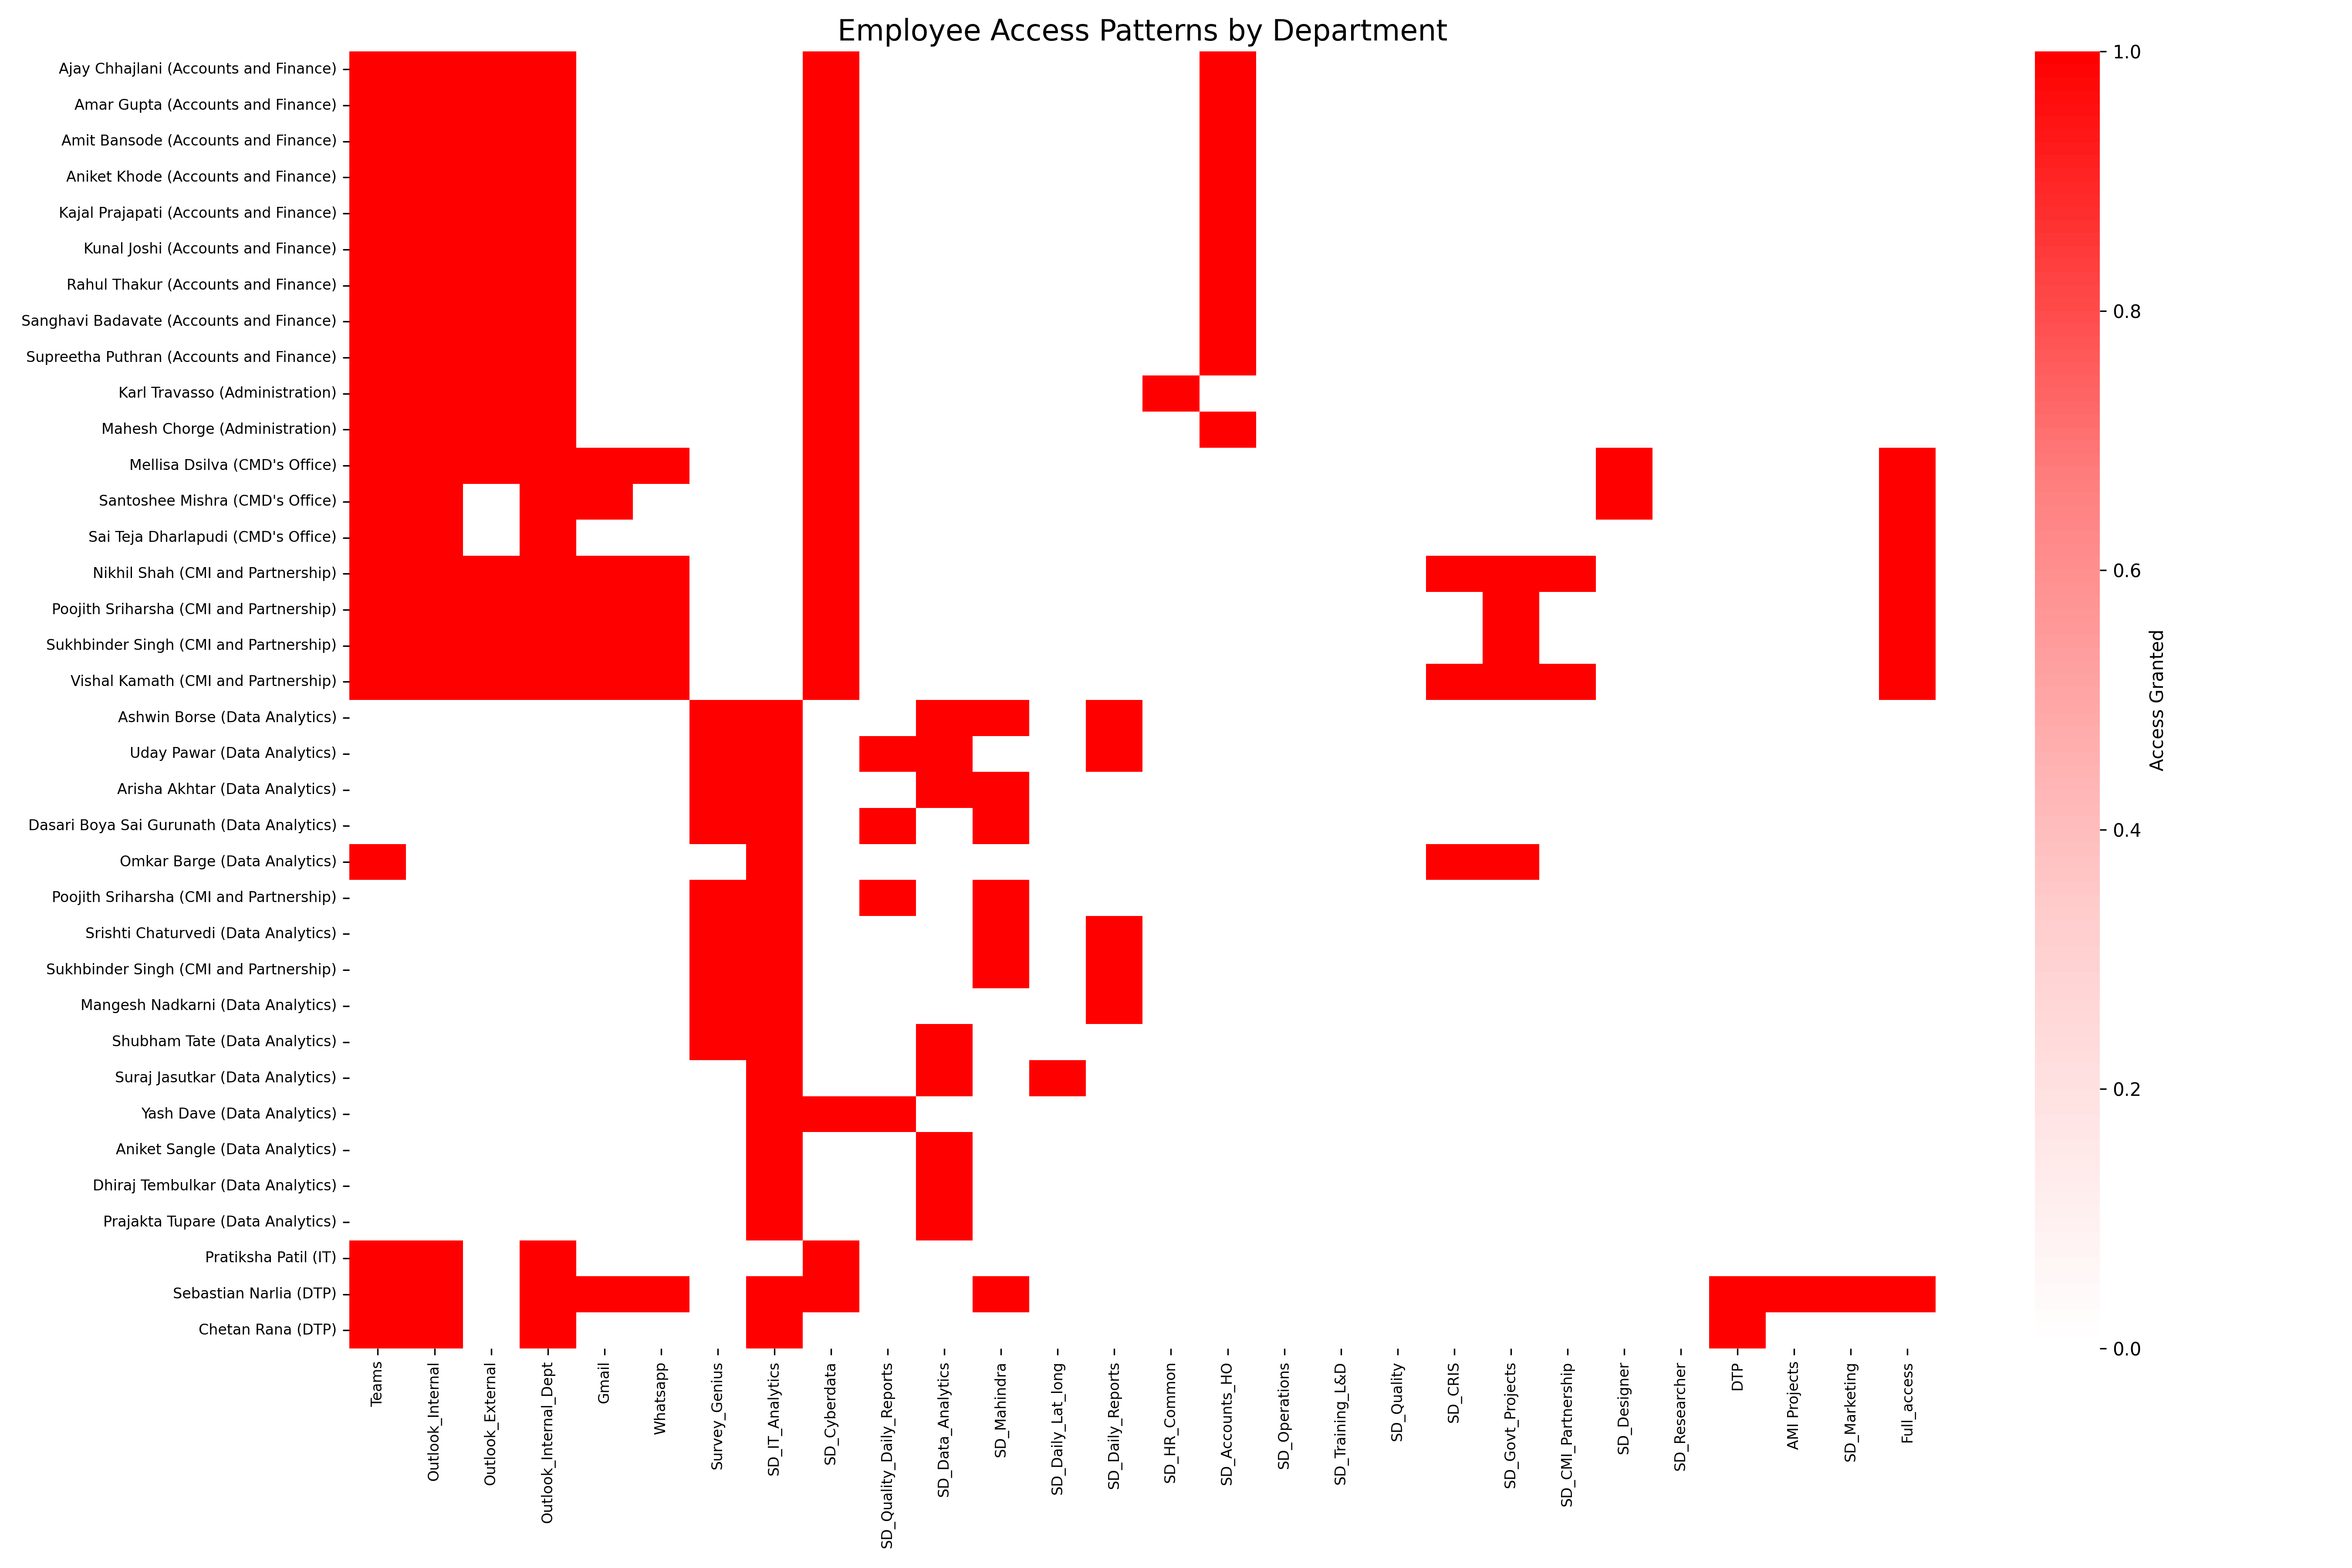 Employee Access Patterns by Department
Ajay Chhajlani (Accounts and Finance)
Amar Gupta (Accounts and Finance)
Amit Bansode (Accounts and Finance)
Aniket Khode (Accounts and Finance)
Kajal Prajapati (Accounts and Finance)
Kunal Joshi (Accounts and Finance)
Rahul Thakur (Accounts and Finance)
Sanghavi Badavate (Accounts and Finance)
Supreetha Puthran (Accounts and Finance)
Karl Travasso (Administration)
Mahesh Chorge (Administration)
Mellisa Dsilva (CMD's Office)
Santoshee Mishra (CMD's Office)
Sai Teja Dharlapudi (CMD's Office)
Nikhil Shah (CMI and Partnership)
Poojith Sriharsha (CMI and Partnership)
Sukhbinder Singh (CMI and Partnership)
Vishal Kamath (CMI and Partnership)
Ashwin Borse (Data Analytics)
Uday Pawar (Data Analytics)
Arisha Akhtar (Data Analytics)
Dasari Boya Sai Gurunath (Data Analytics)
Omkar Barge (Data Analytics)
Poojith Sriharsha (CMI and Partnership)
Srishti Chaturvedi (Data Analytics)
Sukhbinder Singh (CMI and Partnership)
Mangesh Nadkarni (Data Analytics)
Shubham Tate (Data Analytics)
Suraj Jasutkar (Data Analytics)
Yash Dave (Data Analytics)
Aniket Sangle (Data Analytics)
Dhiraj Tembulkar (Data Analytics)
Prajakta Tupare (Data Analytics)
Pratiksha Patil (IT)
Sebastian Narlia (DTP)
Chetan Rana (DTP)
Teams
Outlook_Internal
Outlook_External
Outlook_Internal_Dept
Gmail
Whatsapp
Survey_Genius
SD_IT_Analytics
SD_Cyberdata
SD_Quality_Daily_Reports
SD_Data_Analytics
SD_Mahindra
SD_Daily_Lat_long
SD_Daily_Reports
SD_HR_Common
SD_Accounts_HO
SD_Operations
SD_Training_L&D
SD_Quality
SD_CRIS
SD_Govt_Projects
SD_CMI_Partnership
SD_Designer
SD_Researcher
DTP
AMI Projects
SD_Marketing
Full_access
1.0
0.8
0.6
0.4
0.2
0.0
Access Granted